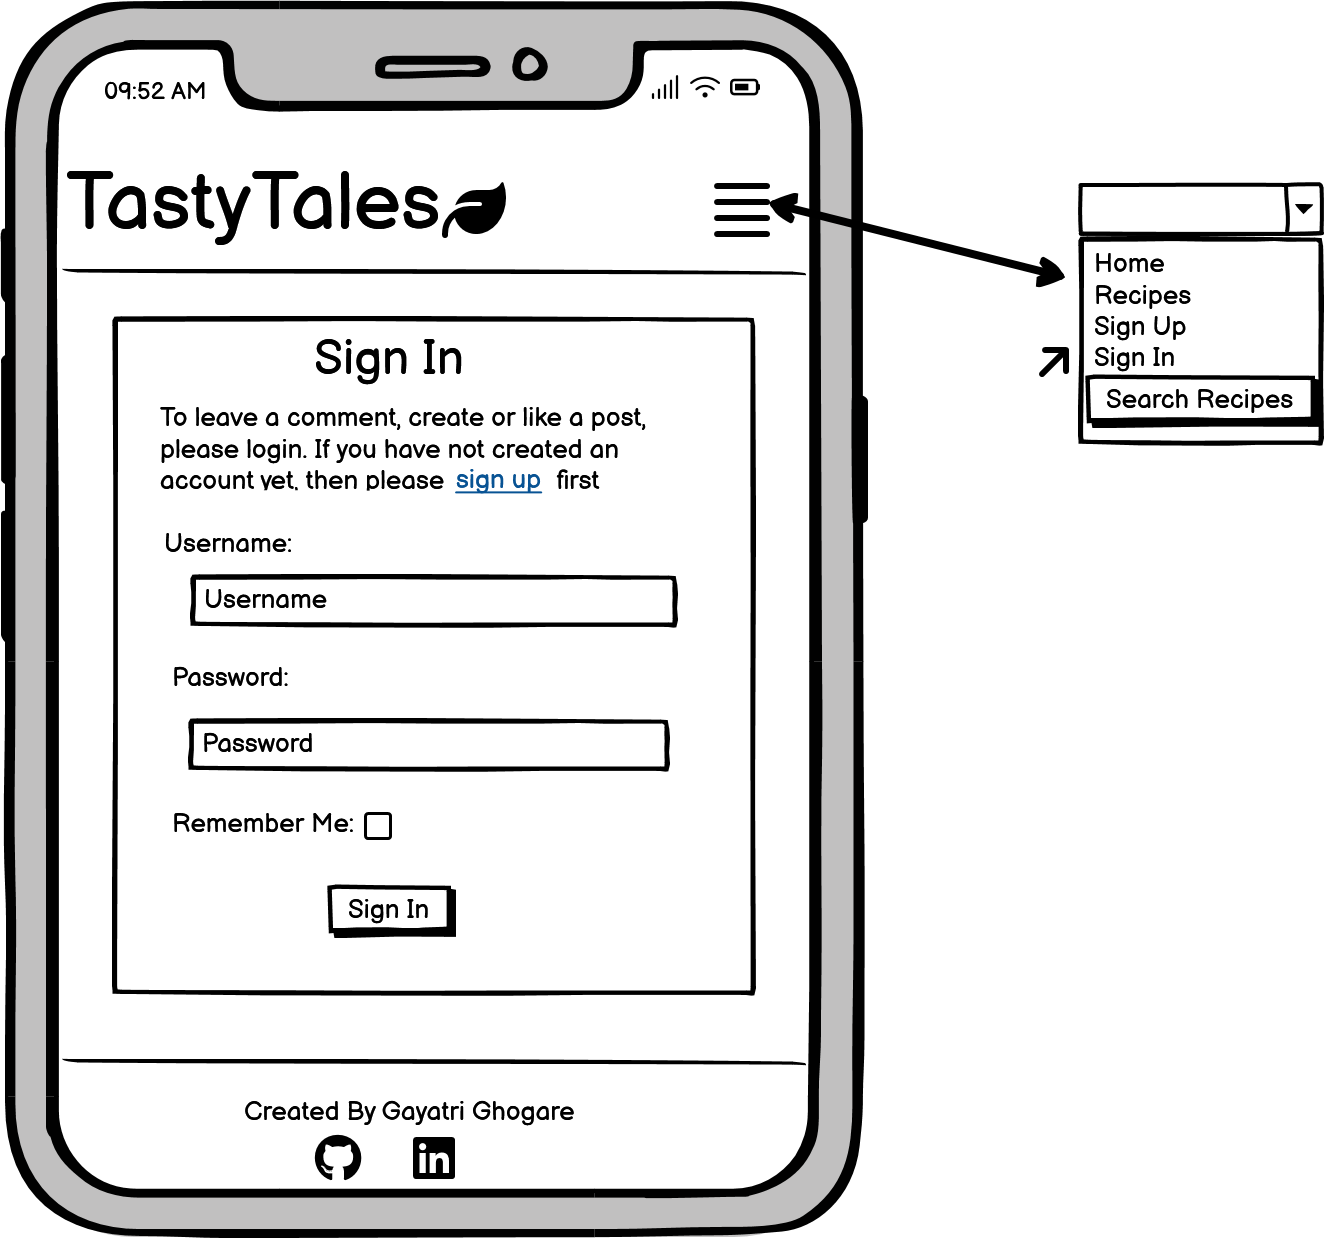 09:52 AM
TastyTales
Home
Recipes
Sign Up
Sign In
Search Recipes
Sign In
To leave a comment, create or like a post,
please login. If you have not created an
account yet, then please sign up first
Username:
Username
Password:
Password
Remember Me:
Sign In
Created By Gayatri Ghogare
in